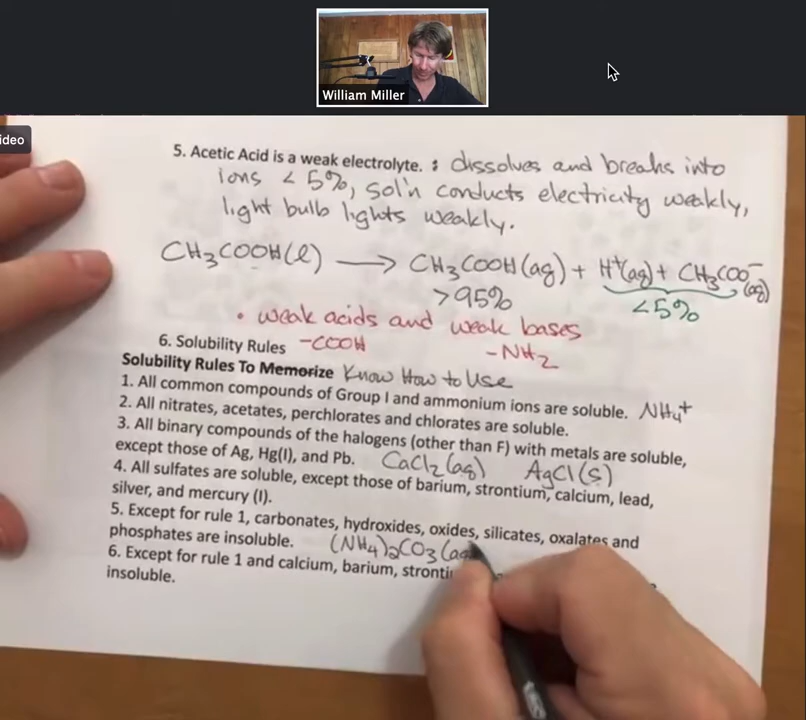 William Miller
ideo
5. Acetic Acid is a weak electrolyte. : dissolves and breaks into
ions < 5%, sol'n conducts electricity weakly,
light bulb lights weakly.
CH₃COOH(l) ⟶ CH₃COOH(aq) + H⁺(aq) + CH₃COO⁻(aq)
>95% <5%
• weak acids and weak bases
6. Solubility Rules -COOH -NH₂
Solubility Rules To Memorize Know How to Use
1. All common compounds of Group I and ammonium ions are soluble. NH₄⁺
2. All nitrates, acetates, perchlorates and chlorates are soluble.
3. All binary compounds of the halogens (other than F) with metals are soluble,
except those of Ag, Hg(I), and Pb. CaCl₂(aq) AgCl(s)
4. All sulfates are soluble, except those of barium, strontium, calcium, lead,
silver, and mercury (I).
5. Except for rule 1, carbonates, hydroxides, oxides, silicates, oxalates and
phosphates are insoluble. (NH₄)₂CO₃(aq
6. Except for rule 1 and calcium, barium,
insoluble.